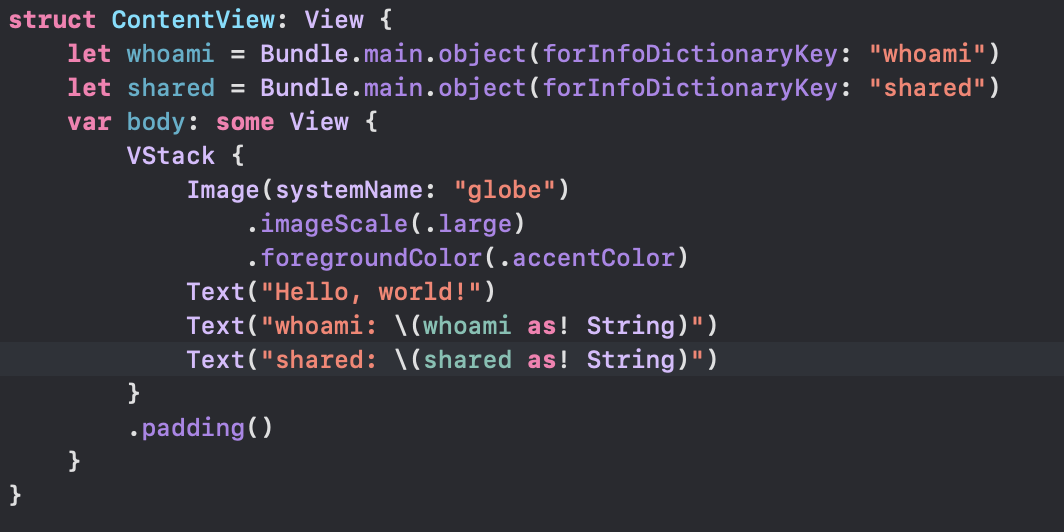 struct ContentView: View {
    let whoami = Bundle.main.object(forInfoDictionaryKey: "whoami")
    let shared = Bundle.main.object(forInfoDictionaryKey: "shared")
    var body: some View {
        VStack {
            Image(systemName: "globe")
                .imageScale(.large)
                .foregroundColor(.accentColor)
            Text("Hello, world!")
            Text("whoami: \(whoami as! String)")
            Text("shared: \(shared as! String)")
        }
        .padding()
    }
}